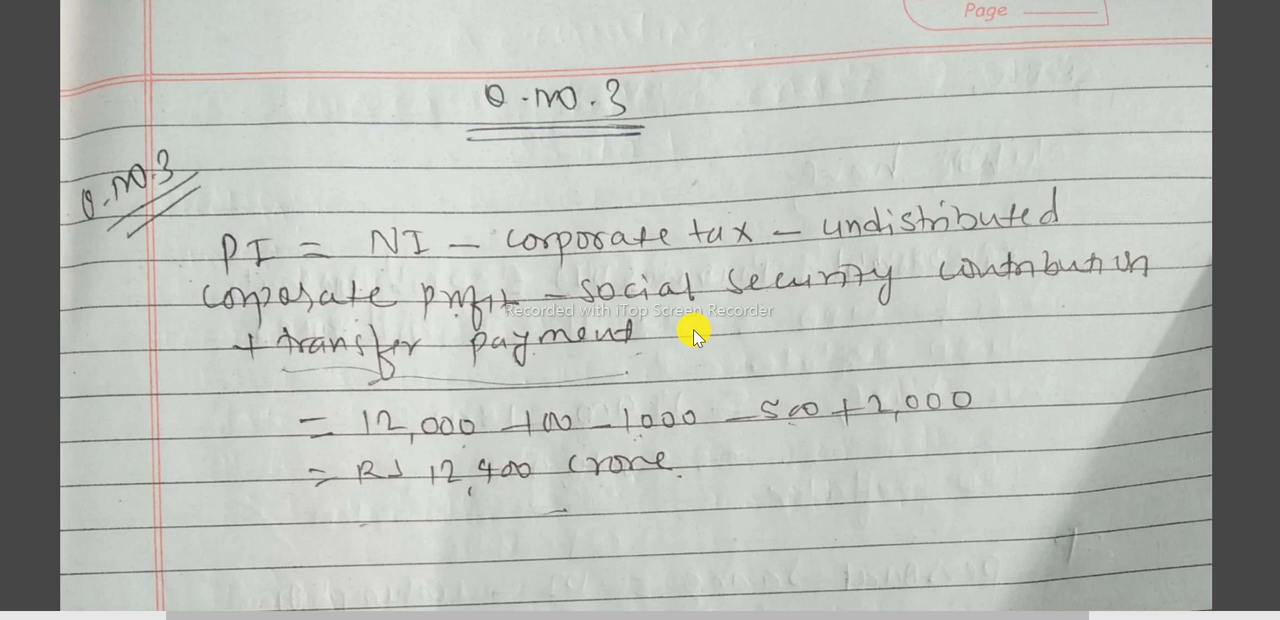 Page
Q.NO.3
Q.NO.3
PI = NI - corporate tax - undistributed
corporate profit - social security contribution
Recorded with iTop Screen Recorder
+ transfer payment
= 12,000 - 100 - 1000 - 500 + 2,000
= RS 12,400 crore.